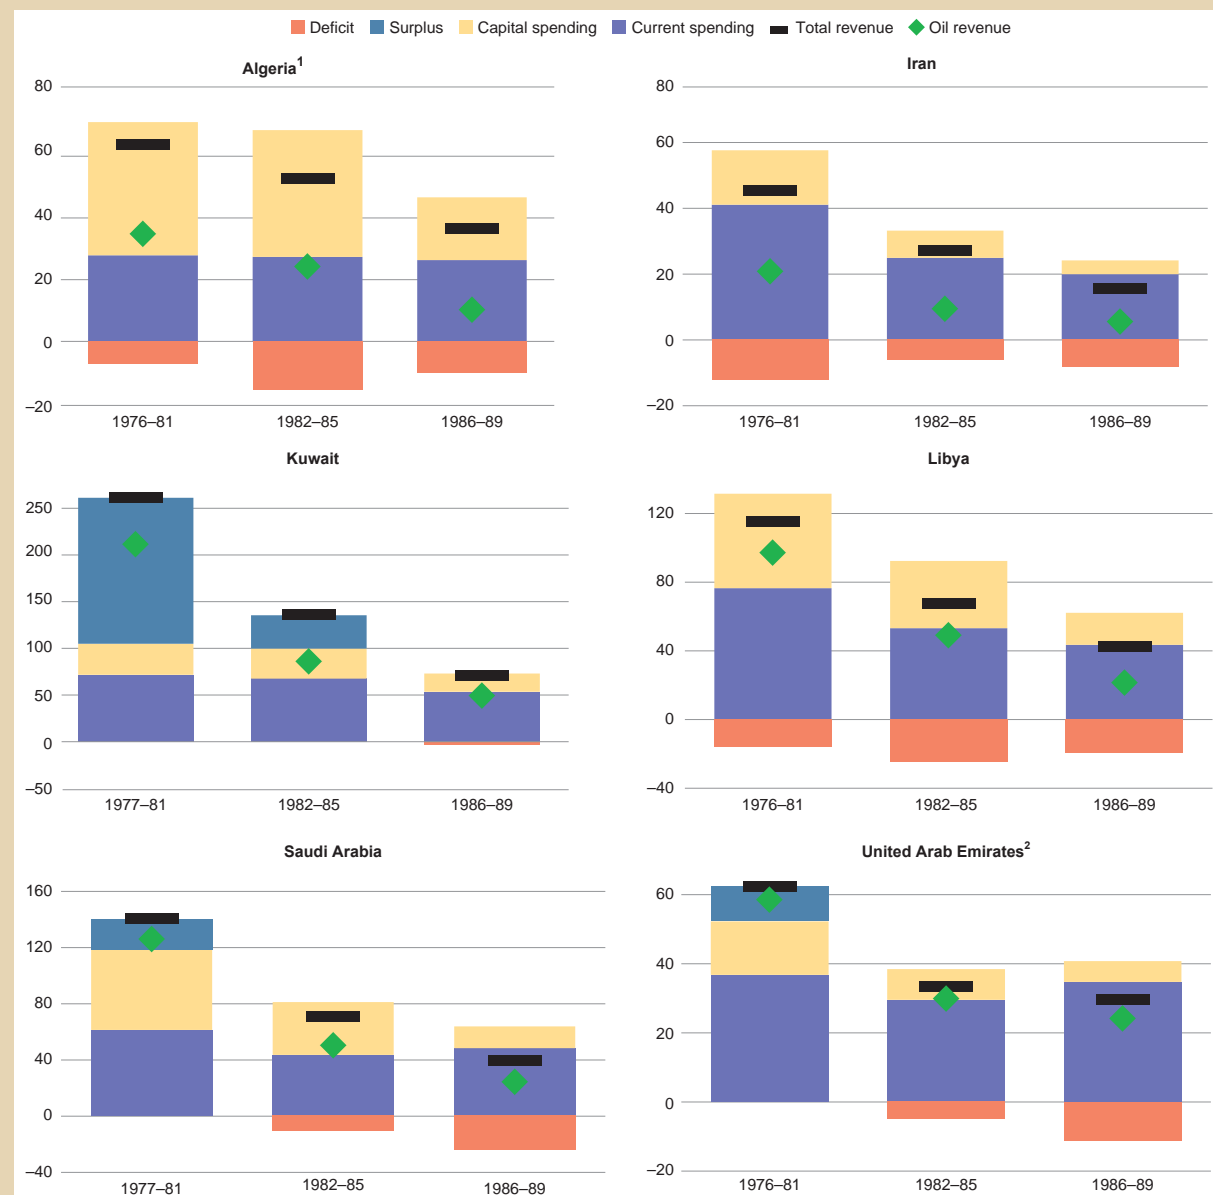 Deficit Surplus Capital spending Current spending Total revenue Oil revenue
Algeria1
80
60
40
20
0
–20
1976–81 1982–85 1986–89
Iran
80
60
40
20
0
–20
1976–81 1982–85 1986–89
Kuwait
250
200
150
100
50
0
–50
1977–81 1982–85 1986–89
Libya
120
80
40
0
–40
1976–81 1982–85 1986–89
Saudi Arabia
160
120
80
40
0
–40
1977–81 1982–85 1986–89
United Arab Emirates2
60
40
20
0
–20
1976–81 1982–85 1986–89